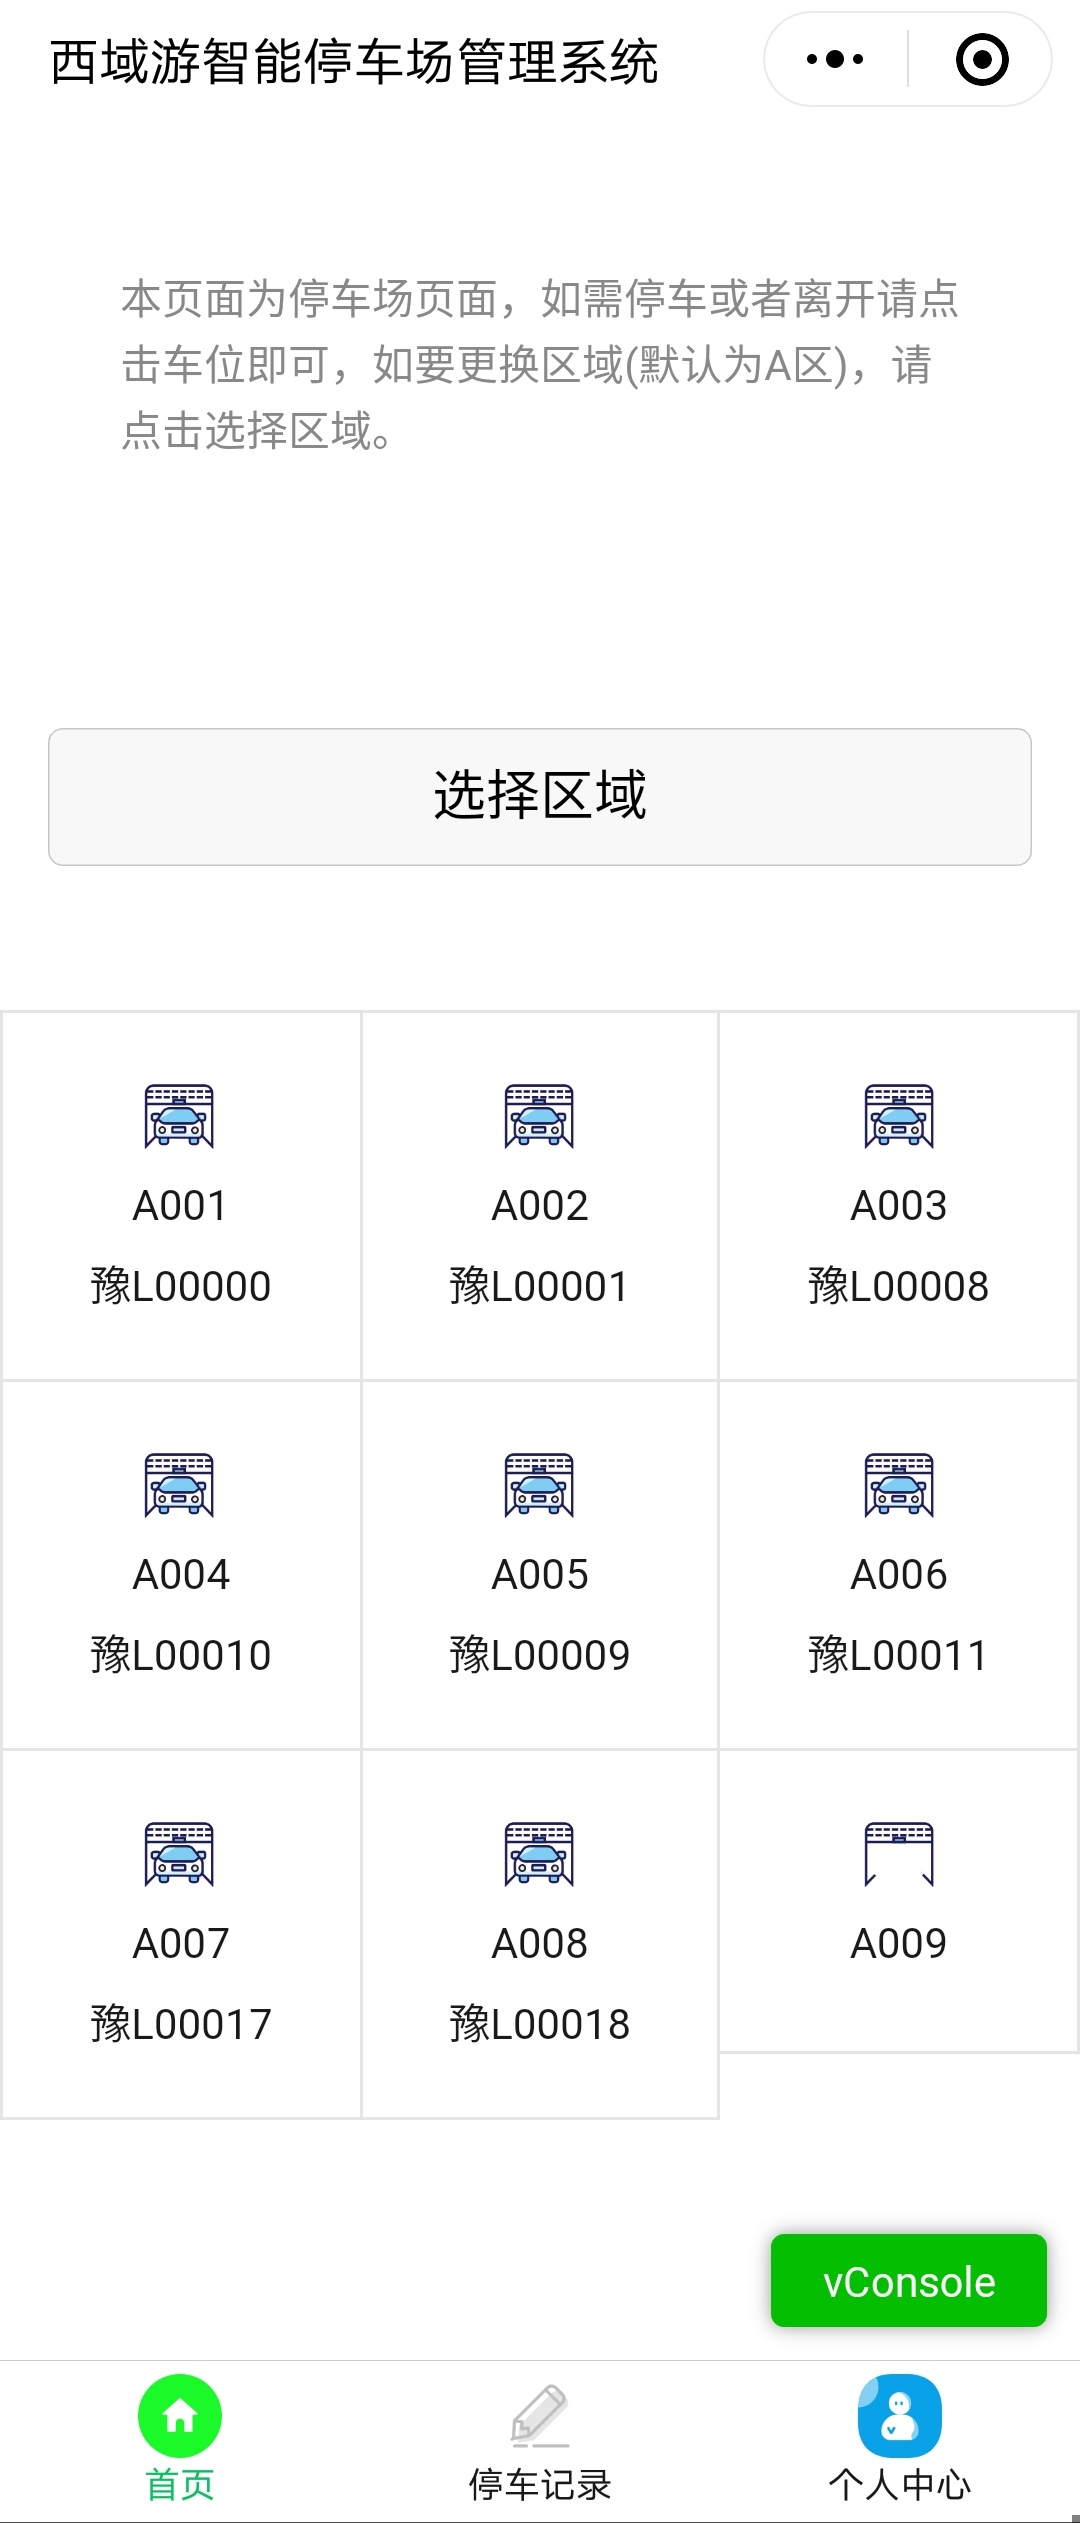 西域游智能停车场管理系统
本页面为停车场页面，如需停车或者离开请点
击车位即可，如要更换区域(默认为A区)，请
点击选择区域。
选择区域
A001
豫L00000
A002
豫L00001
A003
豫L00008
A004
豫L00010
A005
豫L00009
A006
豫L00011
A007
豫L00017
A008
豫L00018
A009
vConsole
首页
停车记录
个人中心